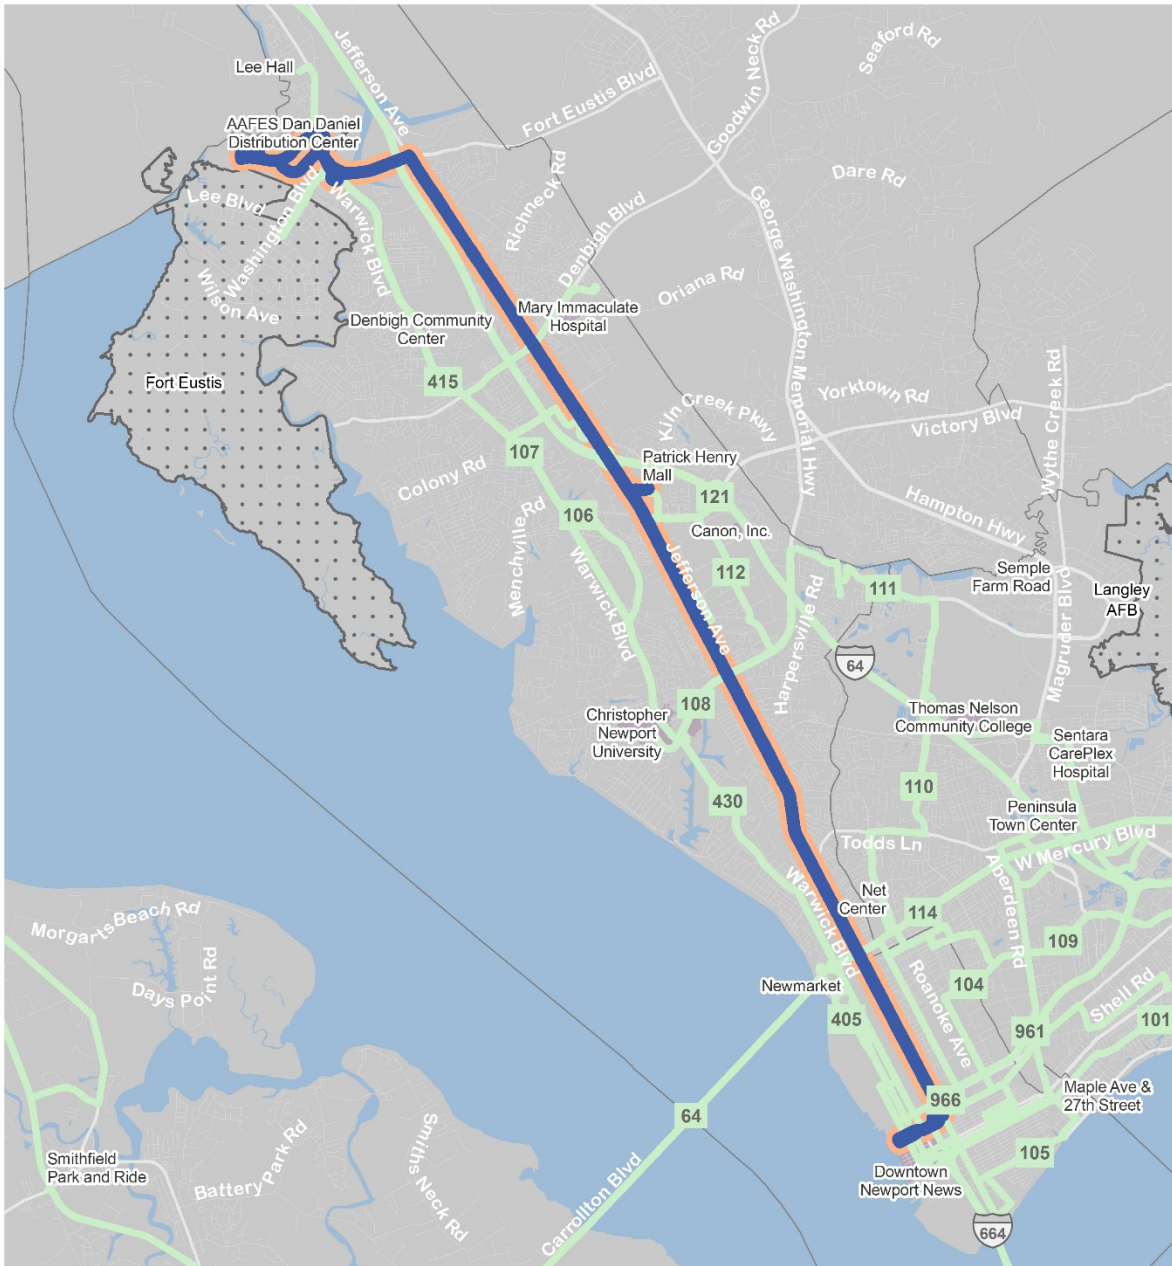 Jefferson Ave
Lee Hall
Goodwin Neck Rd
Seaford Rd
Fort Eustis Blvd
AAFES Dan Daniel
Distribution Center
Richneck Rd
Dare Rd
Lee Blvd
Washington Blvd
Warwick Blvd
Wilson Ave
Denbigh Blvd
Oriana Rd
George Washington Memorial Hwy
Mary Immaculate
Hospital
Denbigh Community
Center
Fort Eustis
415
Kiln Creek Pkwy
Yorktown Rd
Victory Blvd
Wythe Creek Rd
107
Colony Rd
Patrick Henry
Mall
121
Menchville Rd
106
Canon, Inc.
Hampton Hwy
Warwick Blvd
Jefferson Ave
112
Harpersville Rd
111
Semple
Farm Road
Langley
AFB
Magruder Blvd
64
108
Christopher
Newport
University
Thomas Nelson
Community College
Sentara
CarePlex
Hospital
430
110
Peninsula
Town Center
Todds Ln
W Mercury Blvd
Aberdeen Rd
Warwick Blvd
Net
Center
114
109
Morgarts Beach Rd
Days Point Rd
Newmarket
Roanoke Ave
104
Shell Rd
405
961
101
966
Maple Ave &
27th Street
64
Smiths Neck Rd
Smithfield
Park and Ride
Battery Park Rd
105
Downtown
Newport News
Carrollton Blvd
664